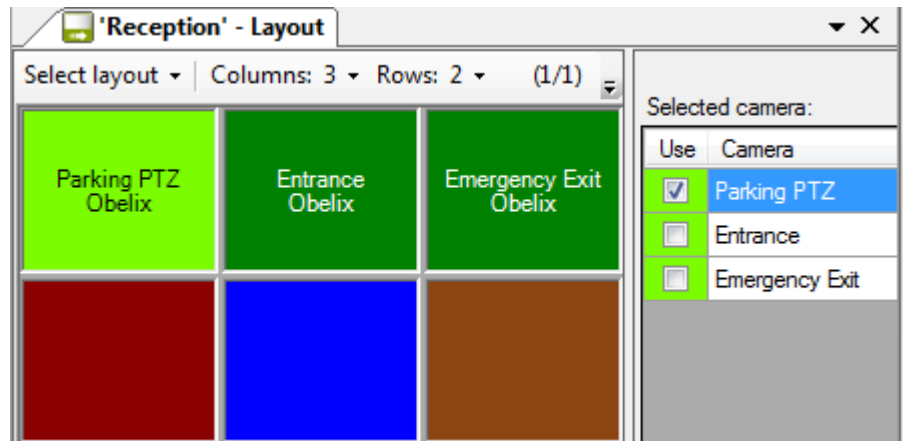 'Reception' - Layout
Select layout Columns: 3 Rows: 2 (1/1)
Selected camera:
Use Camera
Parking PTZ
Obelix
Entrance
Obelix
Emergency Exit
Obelix
Parking PTZ
Entrance
Emergency Exit